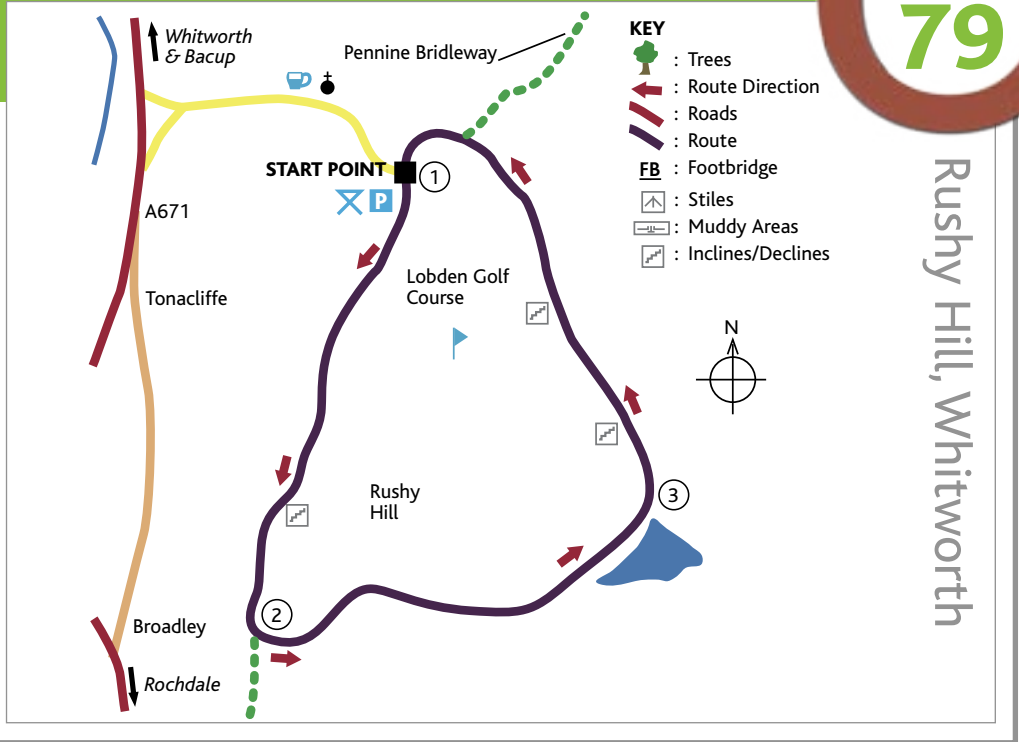 79
Rushy Hill, Whitworth
Whitworth
& Bacup
Pennine Bridleway
KEY
: Trees
: Route Direction
: Roads
: Route
FB : Footbridge
: Stiles
: Muddy Areas
: Inclines/Declines
START POINT
1
P
A671
Tonacliffe
Lobden Golf
Course
N
Rushy
Hill
3
2
Broadley
Rochdale